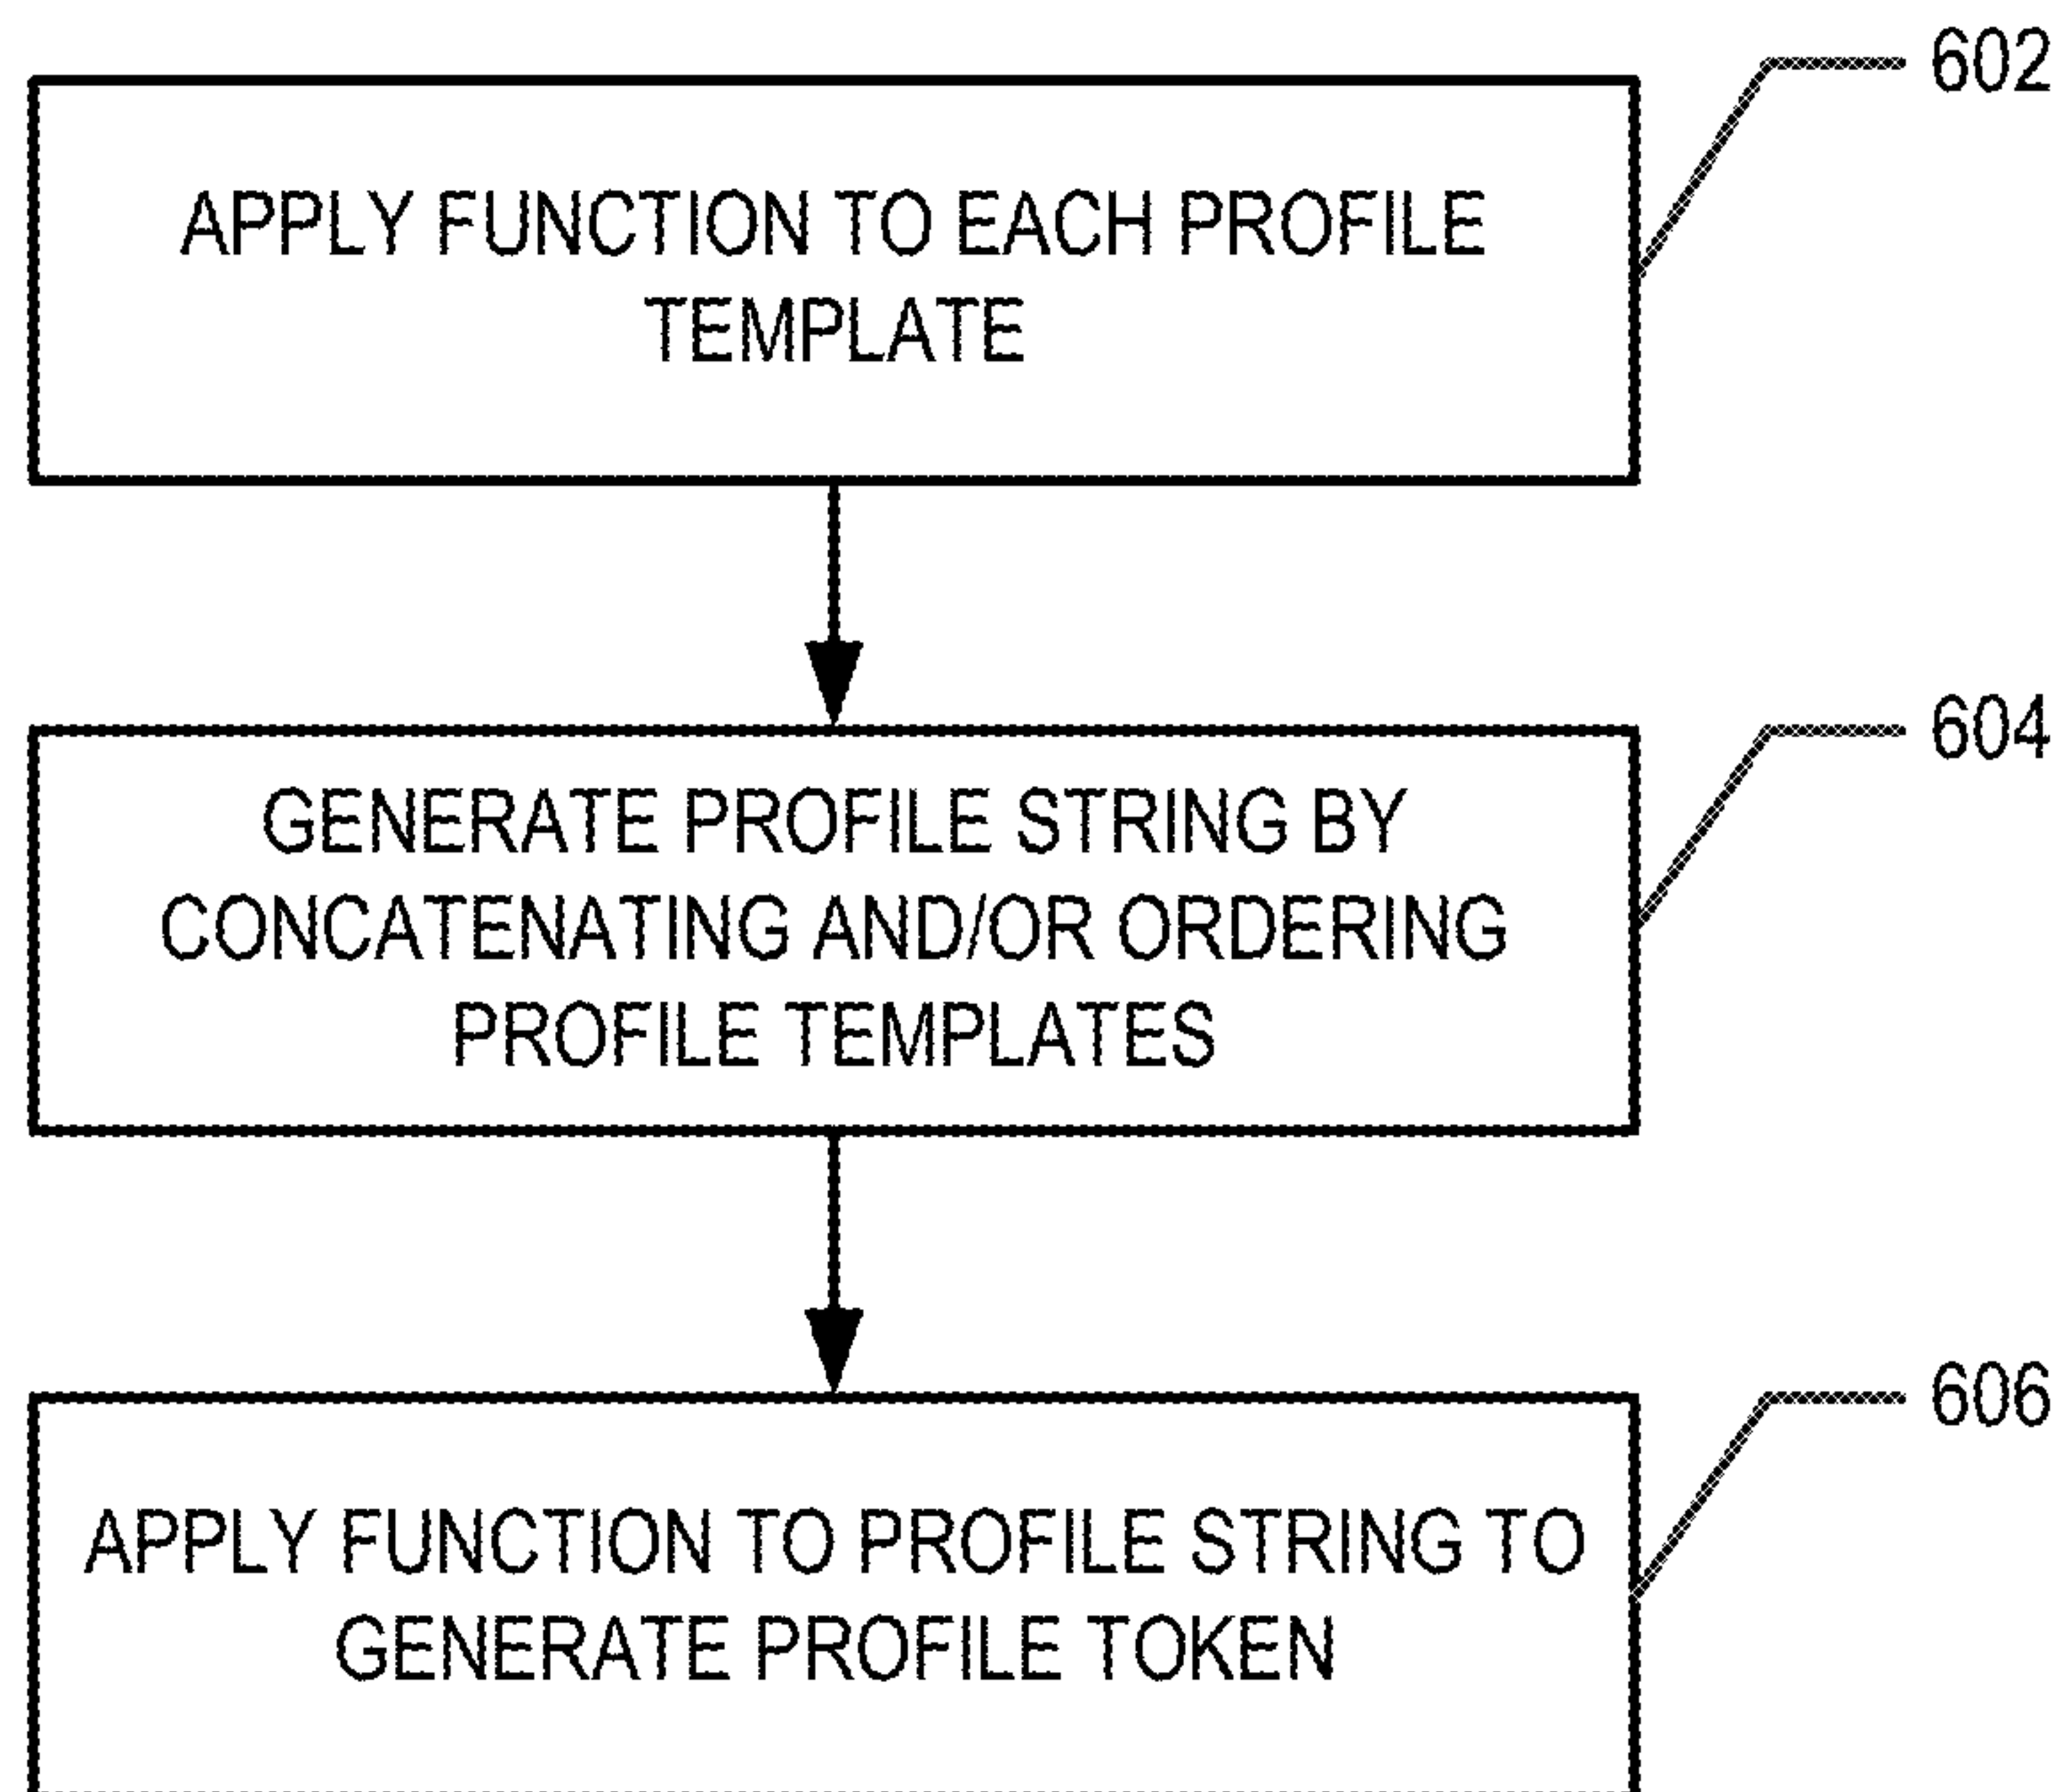 602
APPLY FUNCTION TO EACH PROFILE
TEMPLATE
604
GENERATE PROFILE STRING BY
CONCATENATING AND/OR ORDERING
PROFILE TEMPLATES
606
APPLY FUNCTION TO PROFILE STRING TO
GENERATE PROFILE TOKEN